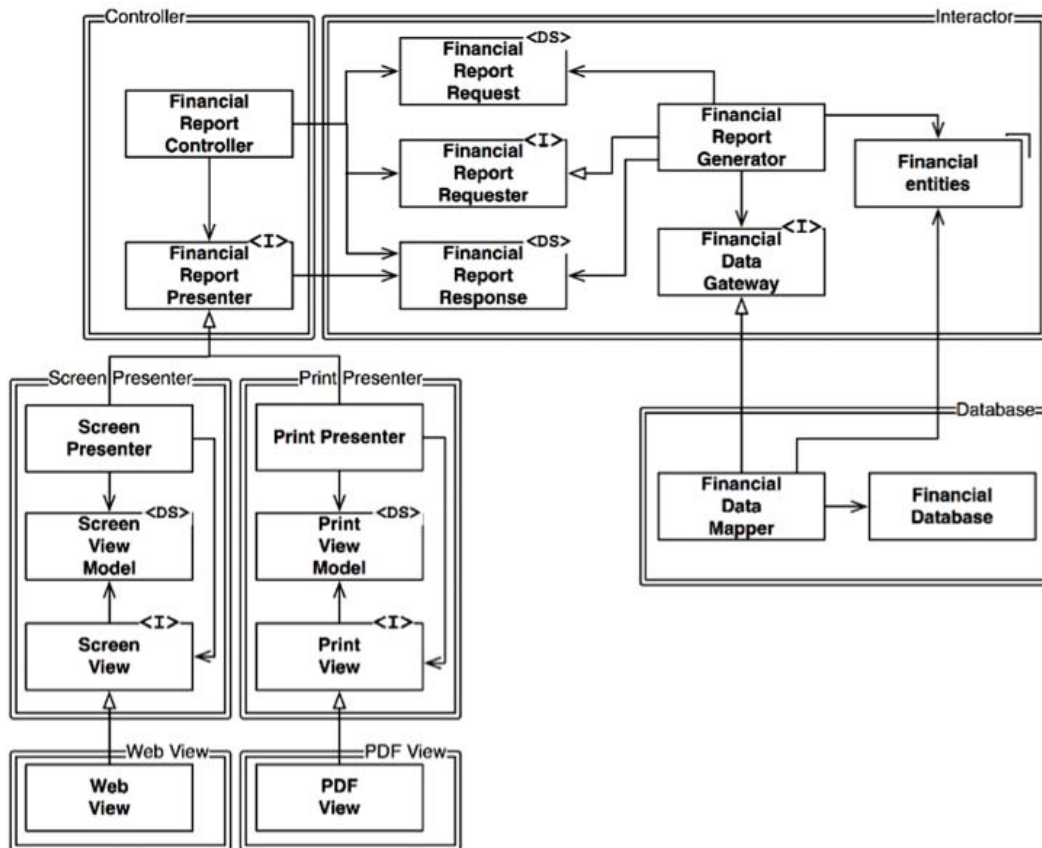 Controller
Interactor
<DS>
Financial
Report
Request
Financial
Report
Controller
Financial
Report
Generator
<I>
Financial
Report
Requester
Financial
entities
<I>
Financial
Report
Presenter
<DS>
Financial
Report
Response
<I>
Financial
Data
Gateway
Screen Presenter
Print Presenter
Database
Screen
Presenter
Print Presenter
Financial
Data
Mapper
Financial
Database
<DS>
Screen
View
Model
<DS>
Print
View
Model
<I>
Screen
View
<I>
Print
View
Web View
PDF View
Web
View
PDF
View